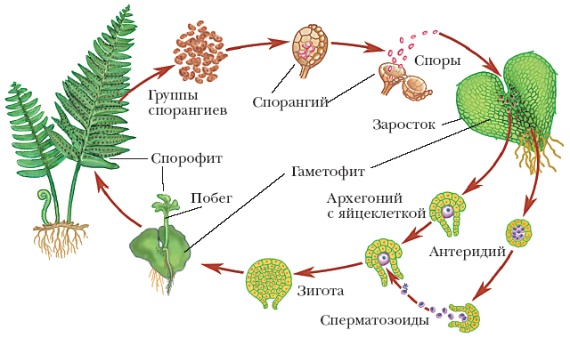 Группы
спорангиев
Спорангий
Споры
Заросток
Спорофит
Гаметофит
Побег
Архегоний
с яйцеклеткой
Антеридий
Зигота
Сперматозоиды